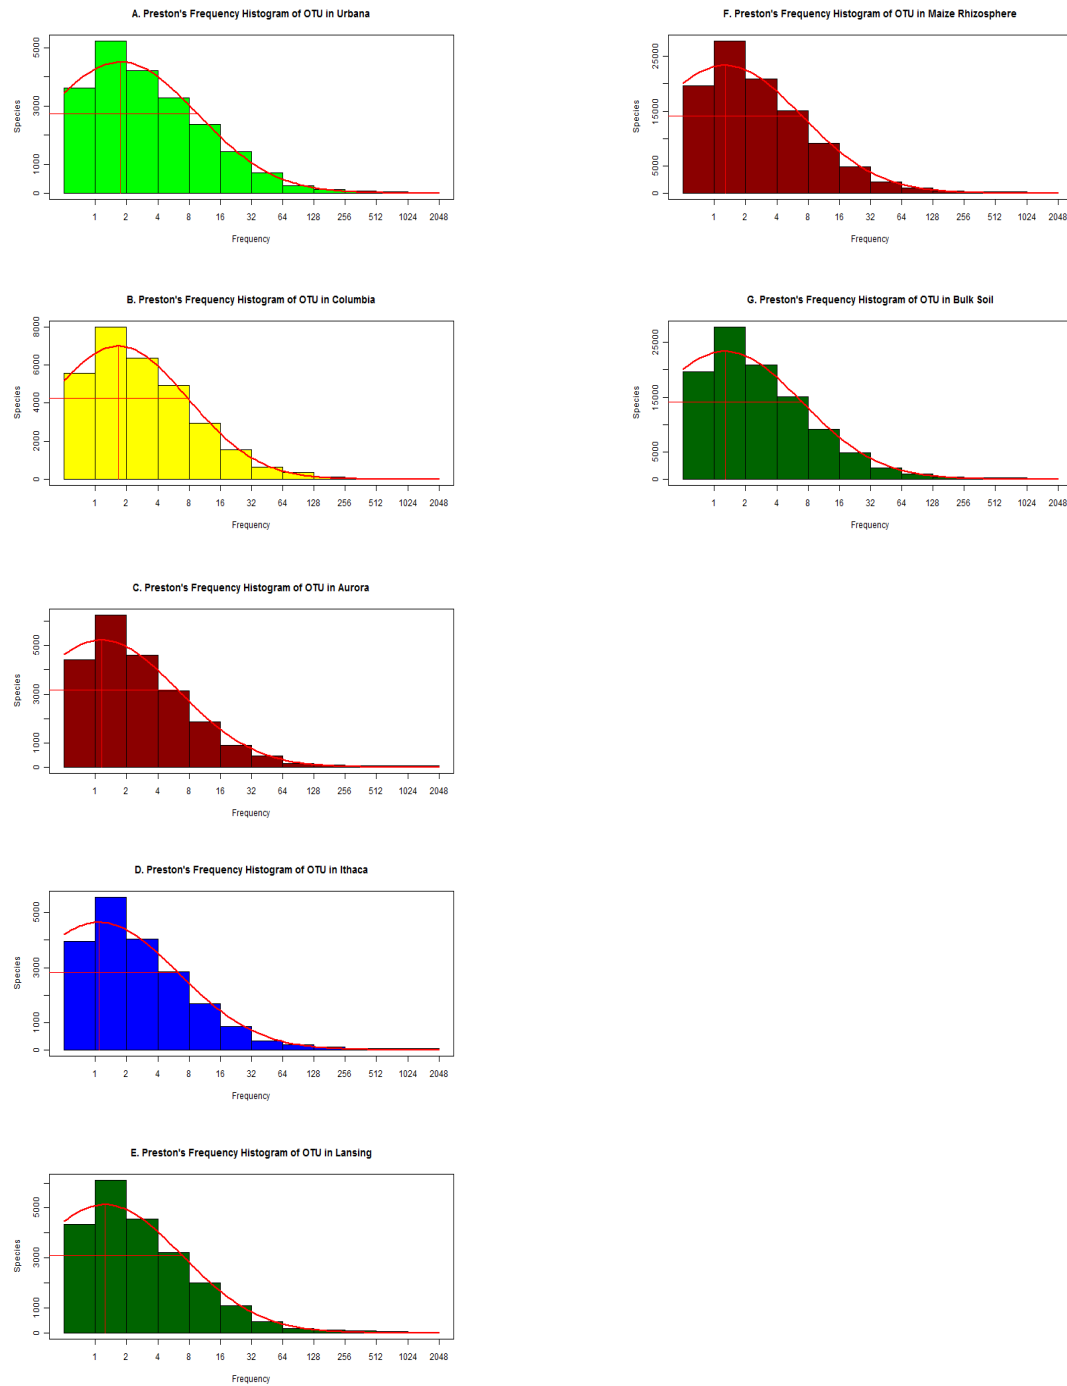 A. Preston's Frequency Histogram of OTU in Urbana
Species
0
1000
3000
5000
1 2 4 8 16 32 64 128 256 512 1024 2048
Frequency
B. Preston's Frequency Histogram of OTU in Columbia
Species
0
2000
4000
6000
8000
1 2 4 8 16 32 64 128 256 512 1024 2048
Frequency
C. Preston's Frequency Histogram of OTU in Aurora
Species
0
1000
3000
5000
1 2 4 8 16 32 64 128 256 512 1024 2048
Frequency
D. Preston's Frequency Histogram of OTU in Ithaca
Species
0
1000
3000
5000
1 2 4 8 16 32 64 128 256 512 1024 2048
Frequency
E. Preston's Frequency Histogram of OTU in Lansing
Species
0
1000
3000
5000
1 2 4 8 16 32 64 128 256 512 1024 2048
Frequency
F. Preston's Frequency Histogram of OTU in Maize Rhizosphere
Species
0
5000
15000
25000
1 2 4 8 16 32 64 128 256 512 1024 2048
Frequency
G. Preston's Frequency Histogram of OTU in Bulk Soil
Species
0
5000
15000
25000
1 2 4 8 16 32 64 128 256 512 1024 2048
Frequency